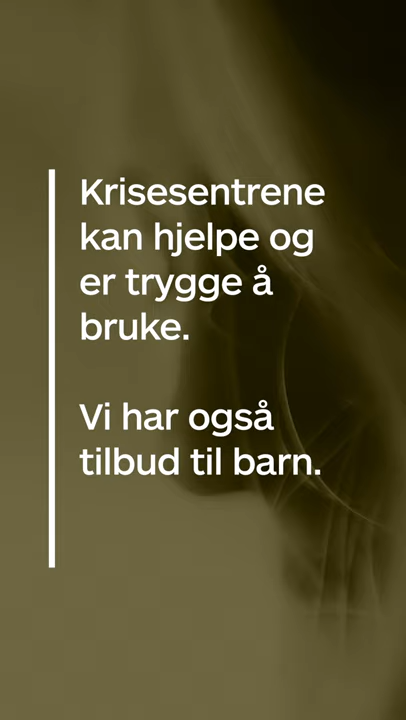 Krisesentrene
kan hjelpe og
er trygge å
bruke.
Vi har også
tilbud til barn.